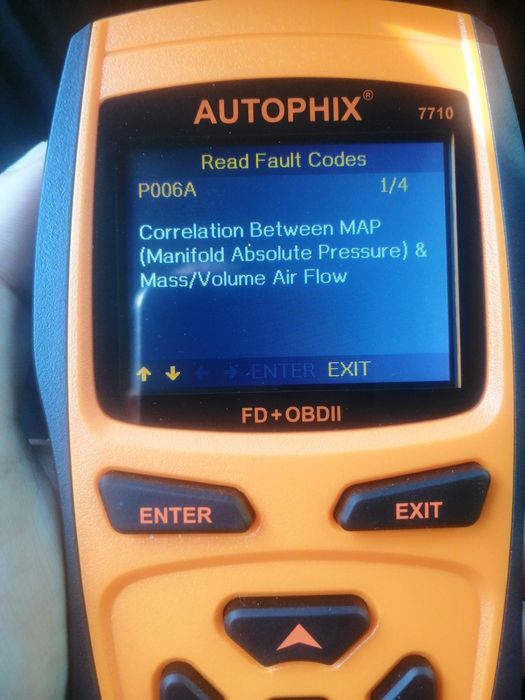 AUTOPHIX®
7710
Read Fault Codes
P006A 1/4
Correlation Between MAP
(Manifold Absolute Pressure) &
Mass/Volume Air Flow
ENTER EXIT
FD+OBDII
ENTER
EXIT